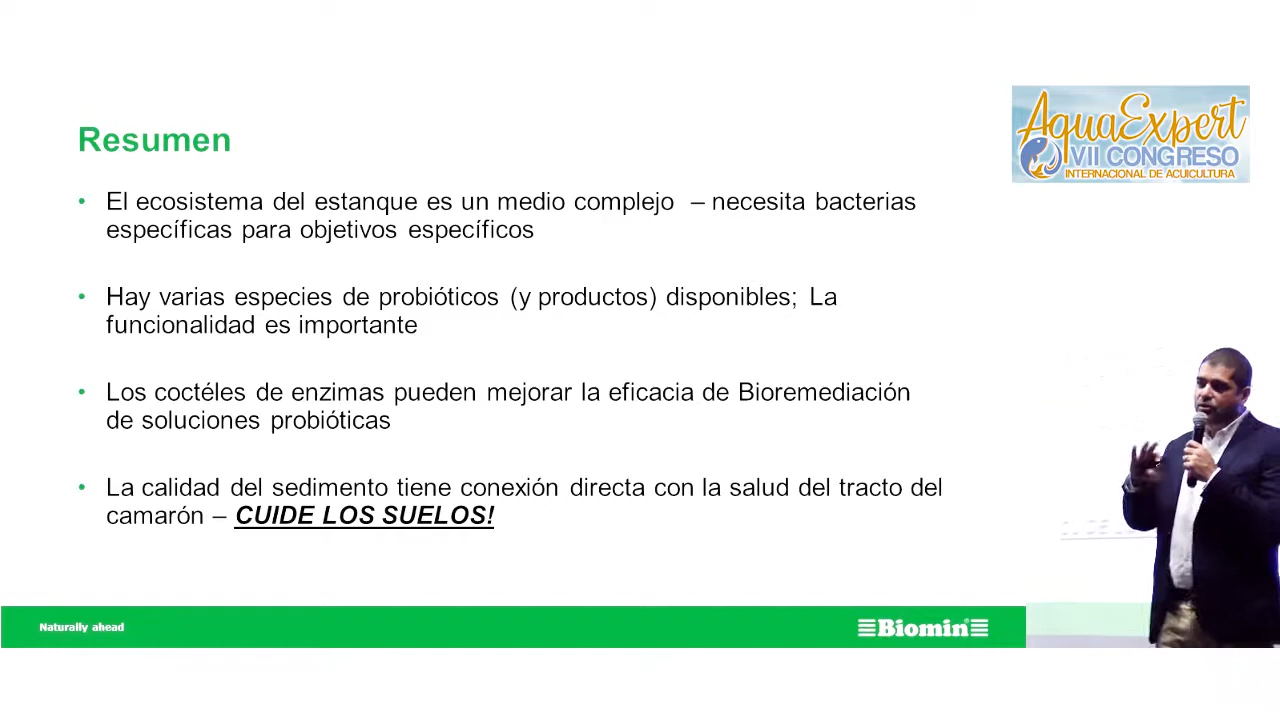 AquaExpert
VII CONGRESO
INTERNACIONAL DE ACUICULTURA
Resumen
• El ecosistema del estanque es un medio complejo – necesita bacterias
específicas para objetivos específicos
• Hay varias especies de probióticos (y productos) disponibles; La
funcionalidad es importante
• Los coctéles de enzimas pueden mejorar la eficacia de Bioremediación
de soluciones probióticas
• La calidad del sedimento tiene conexión directa con la salud del tracto del
camarón – CUIDE LOS SUELOS!
Naturally ahead
Biomin®